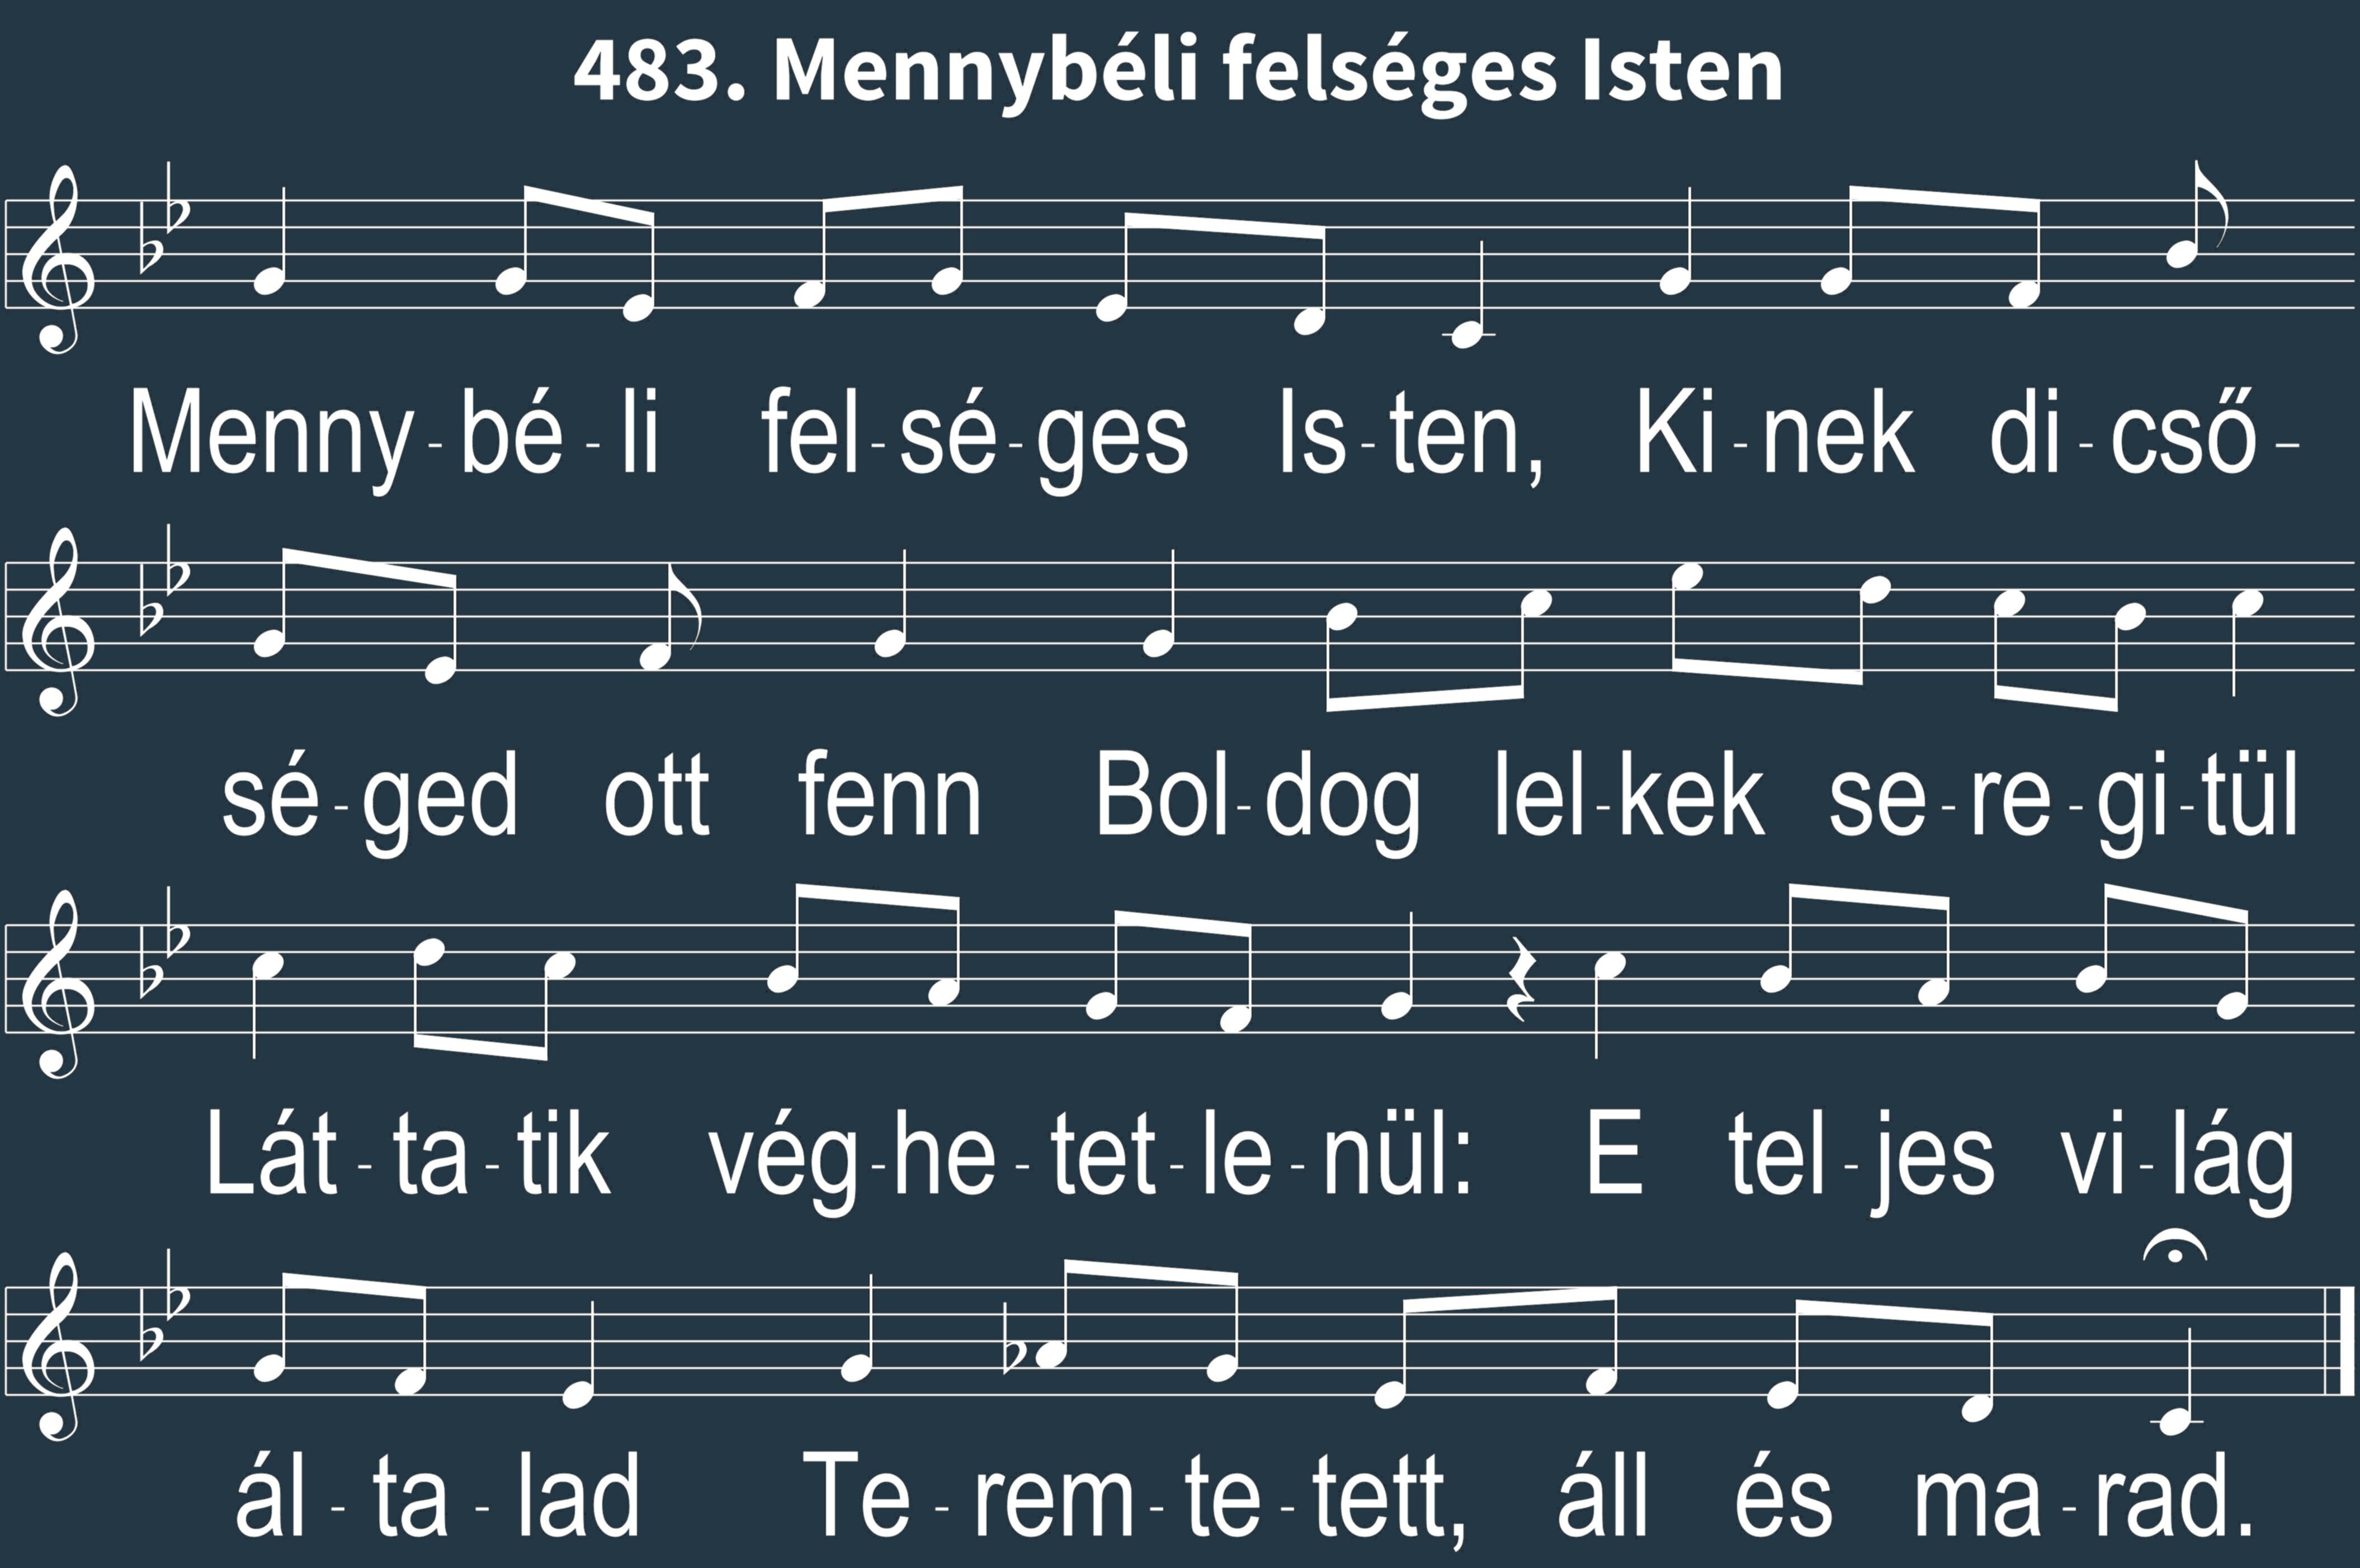 483. Mennybéli felséges Isten
Menny-bé-li fel-sé-ges Is-ten, Ki-nek di-cső-
sé-ged ott fenn Bol-dog lel-kek se-re-gi-tül
Lát-ta-tik vég-he-tet-le-nül: E tel-jes vi-lág
ál-ta-lad Te-rem-te-tett, áll és ma-rad.